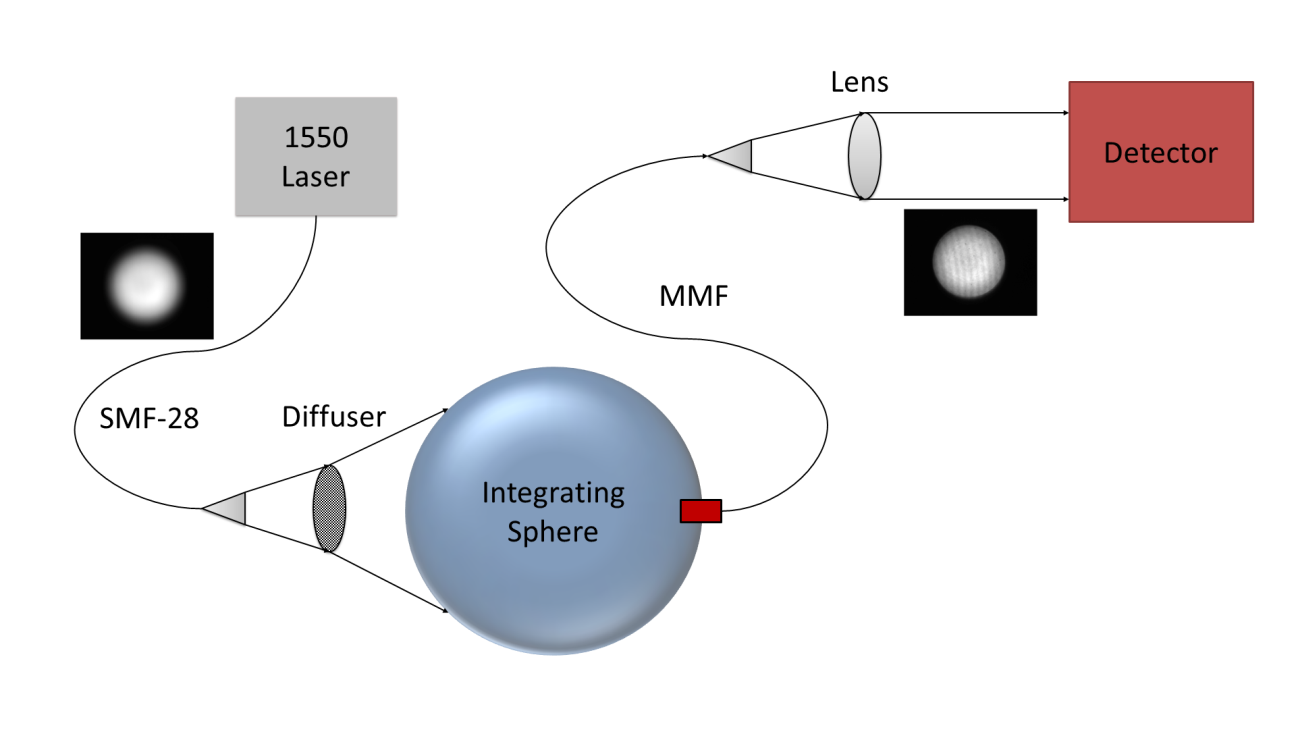 1550
Laser
Lens
Detector
MMF
SMF-28
Diffuser
Integrating
Sphere